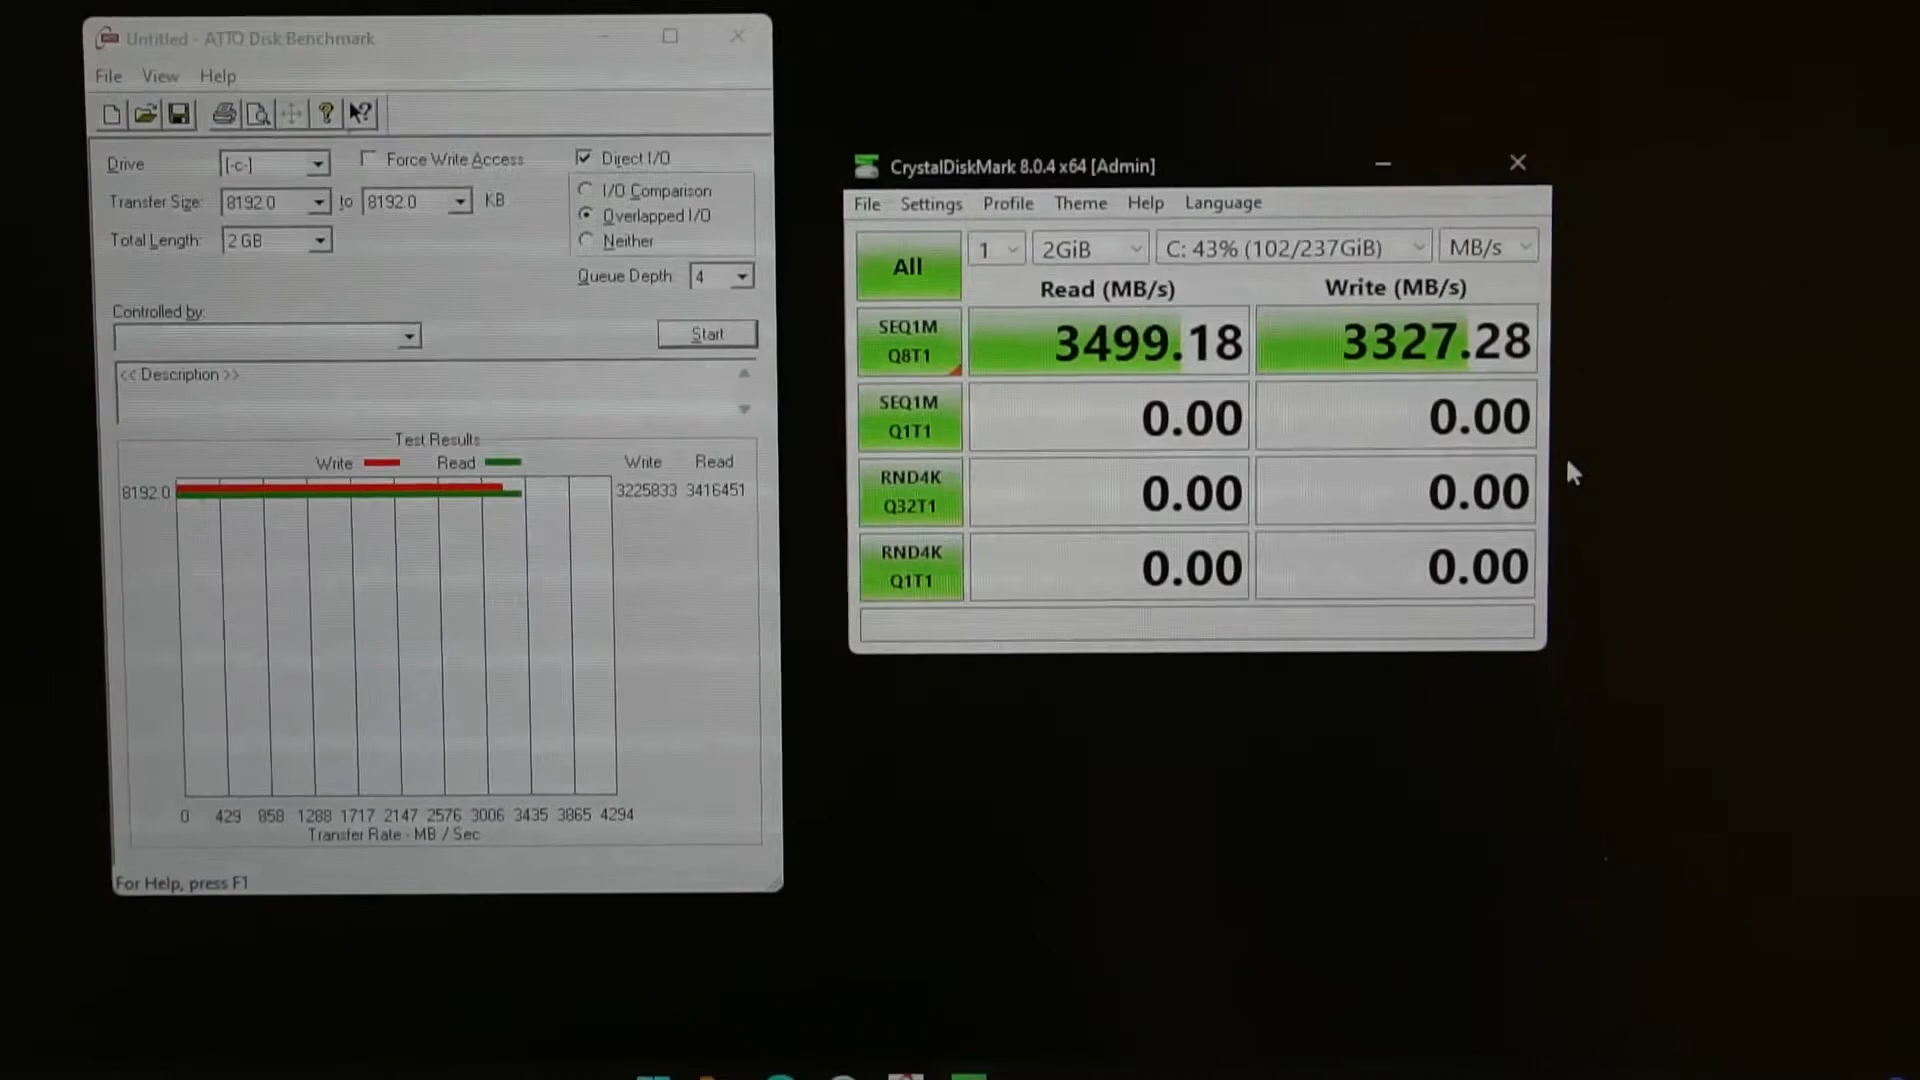 Untitled - ATTO Disk Benchmark
File View Help
Drive [-c-] Force Write Access Direct I/O
Transfer Size: 8192.0 to 8192.0 KB
I/O Comparison
Overlapped I/O
Neither
Total Length: 2 GB
Queue Depth: 4
Controlled by:
Start
<< Description >>
Test Results
Write Read Write Read
8192.0 3225833 3416451
0 429 858 1288 1717 2147 2576 3006 3435 3865 4294
Transfer Rate - MB / Sec
For Help, press F1
CrystalDiskMark 8.0.4 x64 [Admin]
File Settings Profile Theme Help Language
All 1 2GiB C: 43% (102/237GiB) MB/s
Read (MB/s) Write (MB/s)
SEQ1M
Q8T1
3499.18 3327.28
SEQ1M
Q1T1
0.00 0.00
RND4K
Q32T1
0.00 0.00
RND4K
Q1T1
0.00 0.00